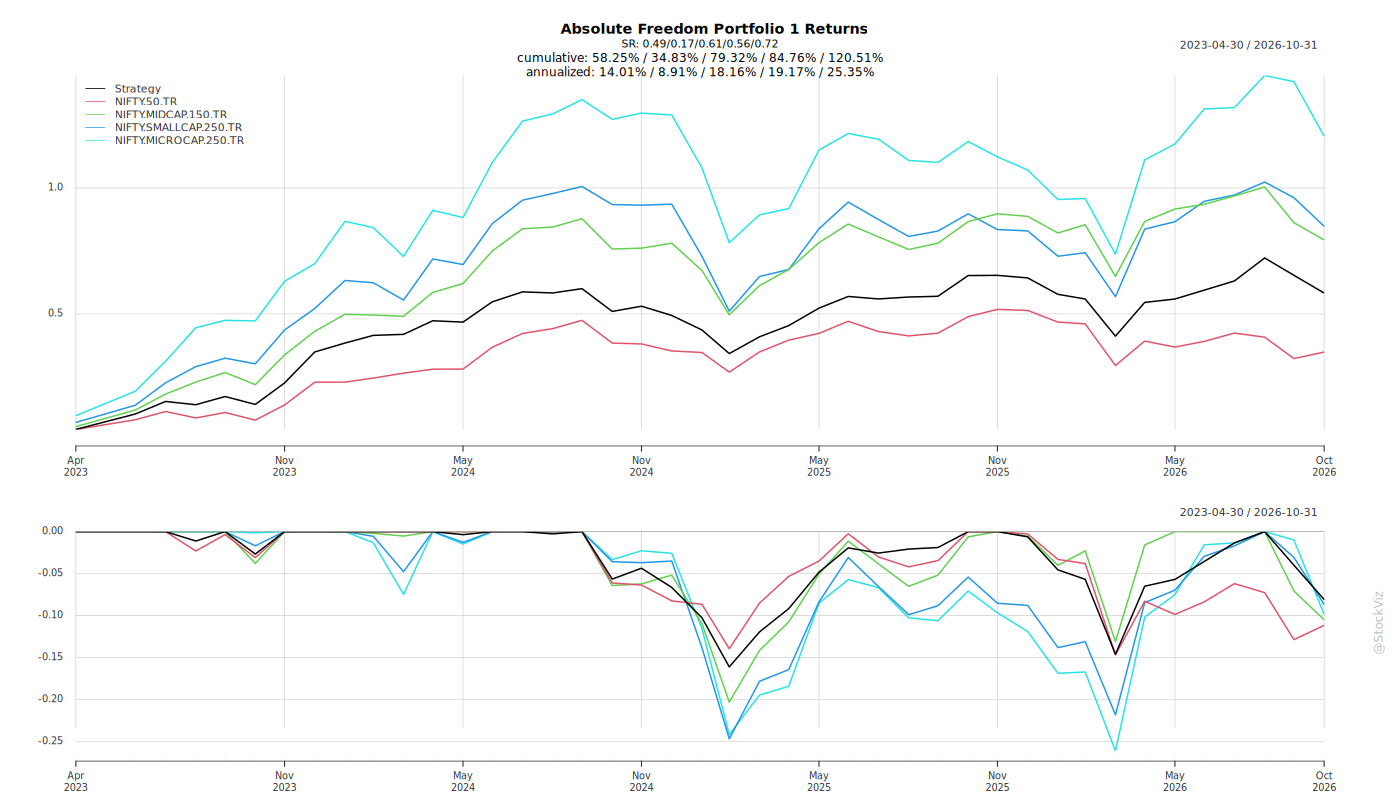 Absolute Freedom Portfolio 1 Returns
SR: 0.49/0.17/0.61/0.56/0.72
cumulative: 58.25% / 34.83% / 79.32% / 84.76% / 120.51%
annualized: 14.01% / 8.91% / 18.16% / 19.17% / 25.35%
2023-04-30 / 2026-10-31
Strategy
NIFTY.50.TR
NIFTY.MIDCAP.150.TR
NIFTY.SMALLCAP.250.TR
NIFTY.MICROCAP.250.TR
1.0
0.5
Apr 2023
Nov 2023
May 2024
Nov 2024
May 2025
Nov 2025
May 2026
Oct 2026
2023-04-30 / 2026-10-31
0.00
-0.05
-0.10
-0.15
-0.20
-0.25
Apr 2023
Nov 2023
May 2024
Nov 2024
May 2025
Nov 2025
May 2026
Oct 2026
@StockViz